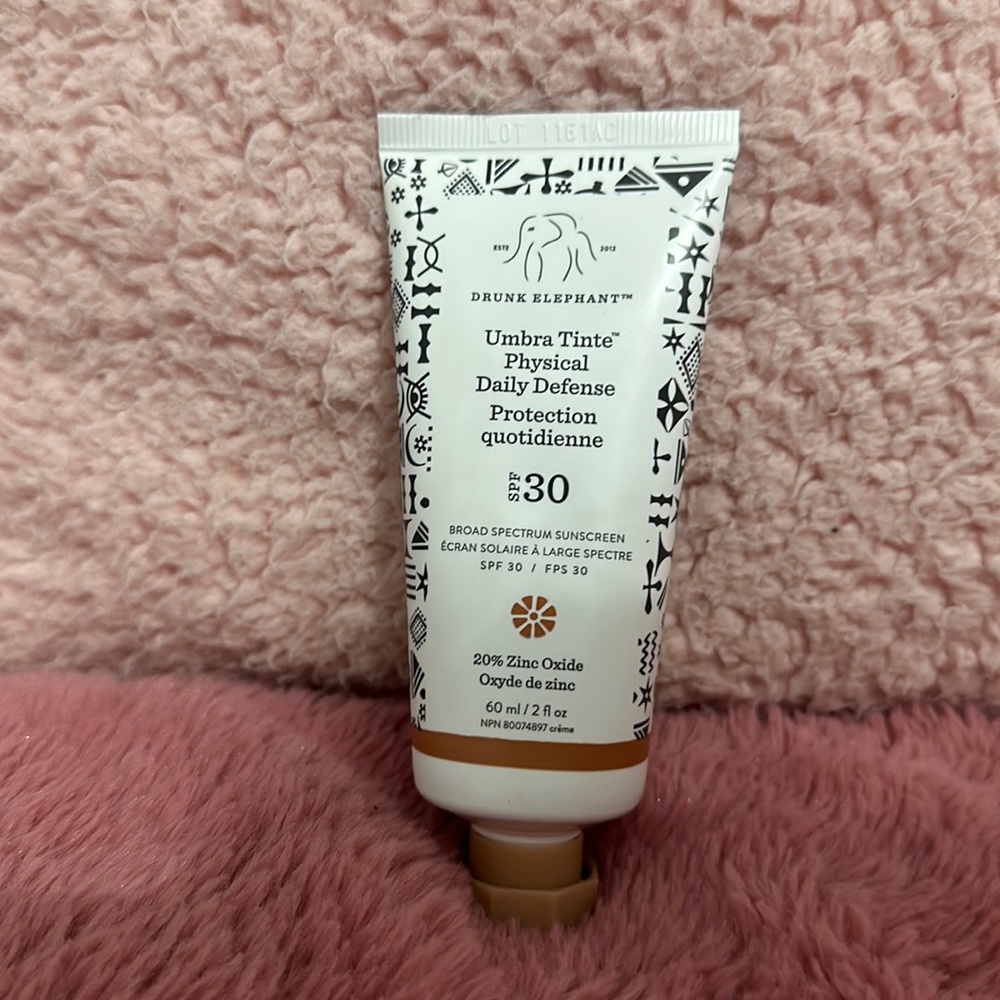 LOT 1161AC
ESTD 2012
DRUNK ELEPHANT™
Umbra Tinte™
Physical
Daily Defense
Protection
quotidienne
SPF 30
BROAD SPECTRUM SUNSCREEN
ÉCRAN SOLAIRE À LARGE SPECTRE
SPF 30 / FPS 30
20% Zinc Oxide
Oxyde de zinc
60 ml / 2 fl oz
NPN 80074897 crème